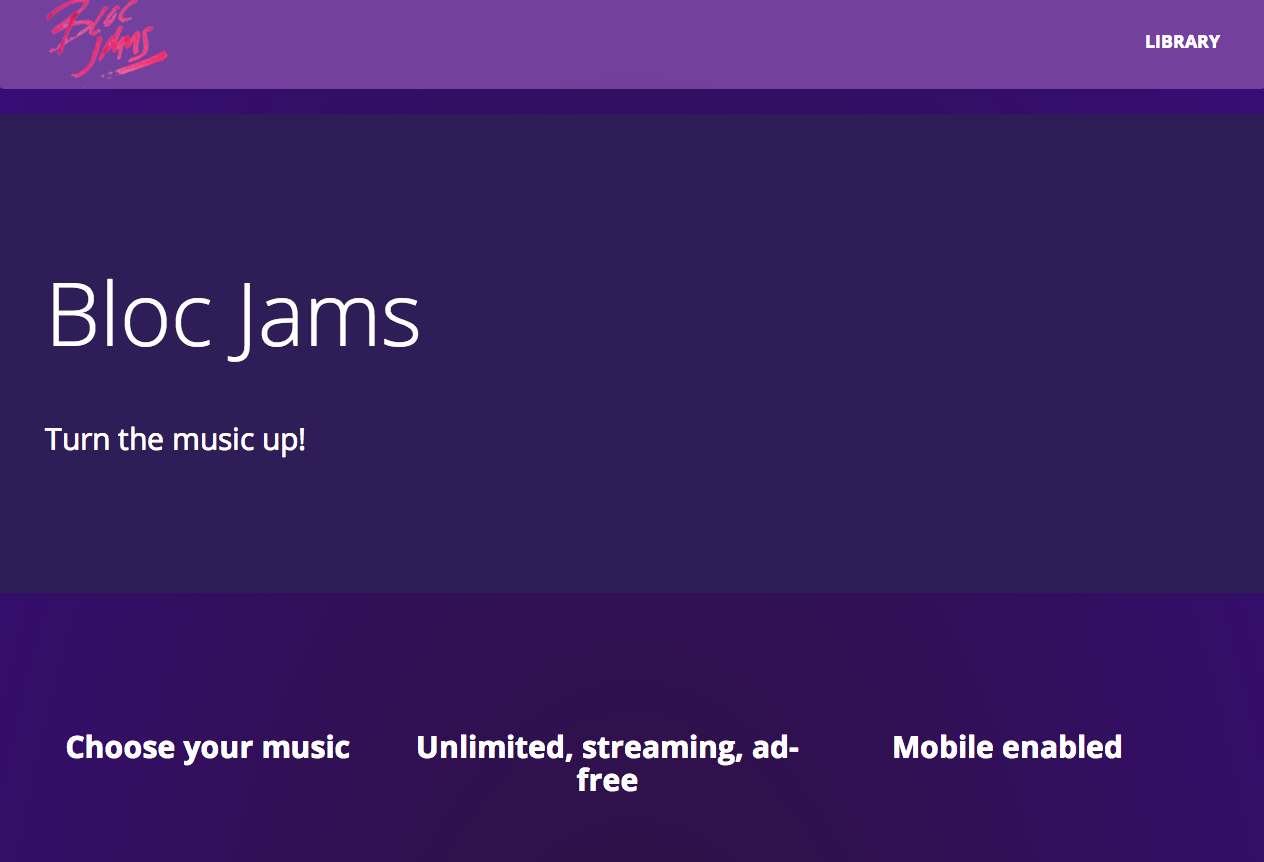 Bloc
Jams
LIBRARY
Bloc Jams
Turn the music up!
Choose your music
Unlimited, streaming, ad-
free
Mobile enabled